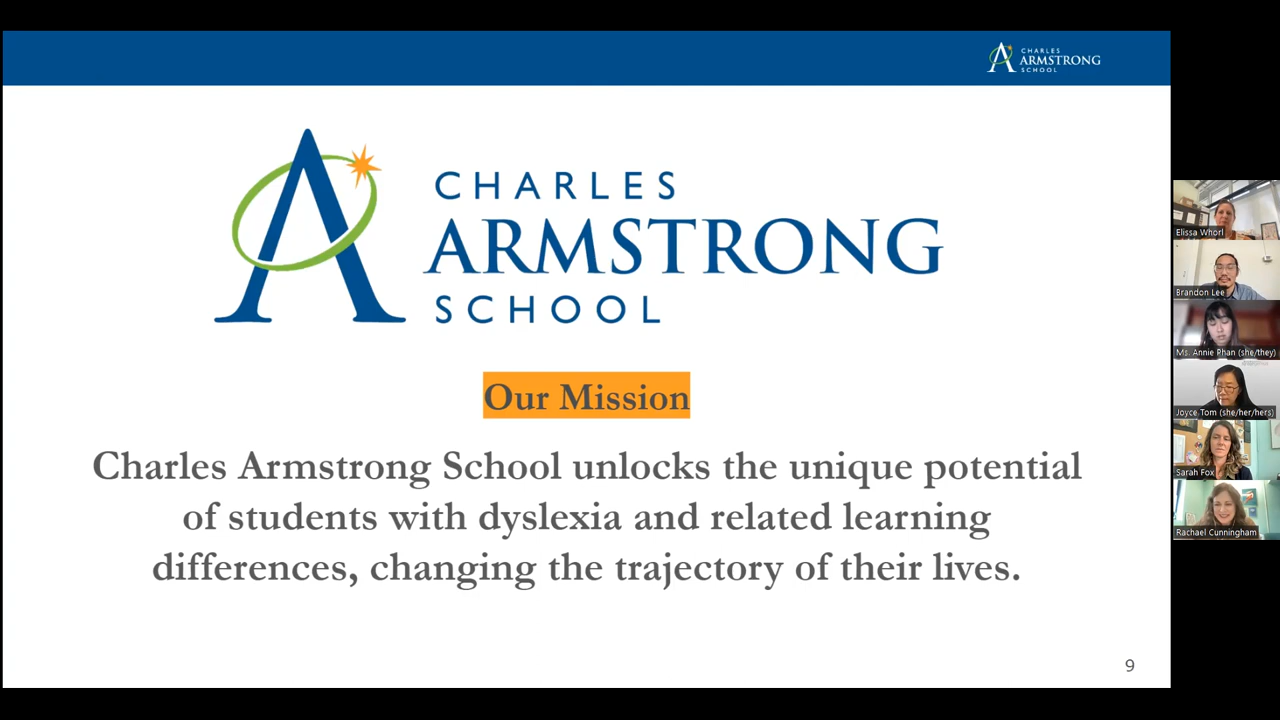 CHARLES
ARMSTRONG
SCHOOL
CHARLES
ARMSTRONG
SCHOOL
Our Mission
Charles Armstrong School unlocks the unique potential
of students with dyslexia and related learning
differences, changing the trajectory of their lives.
9
Elissa Whorl
Brandon Lee
Ms. Annie Phan (she/they)
Joyce Tom (she/her/hers)
Sarah Fox
Rachael Cunningham